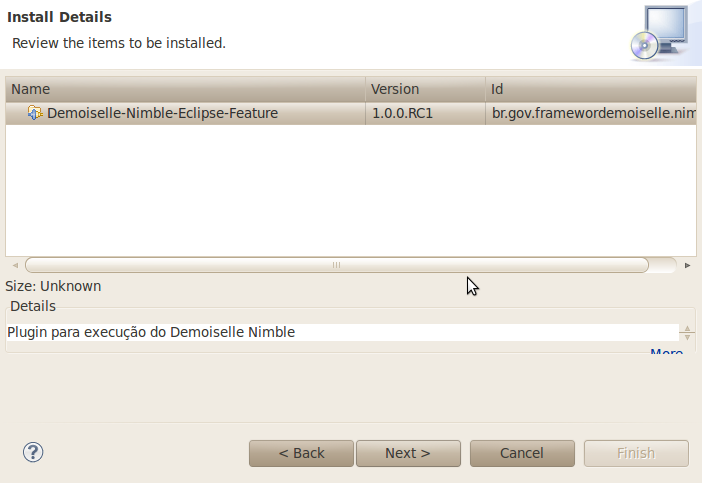 Install Details
Review the items to be installed.
Name Version Id
Demoiselle-Nimble-Eclipse-Feature 1.0.0.RC1 br.gov.framewordemoiselle.nim
Size: Unknown
Details
Plugin para execução do Demoiselle Nimble
More...
< Back Next > Cancel Finish